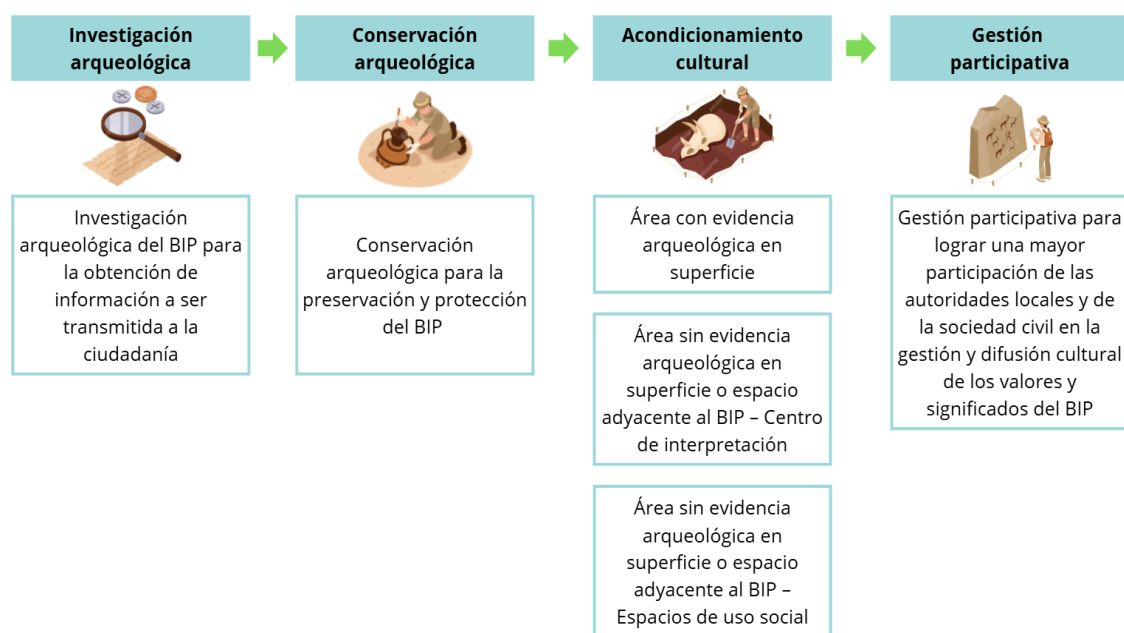 Investigación
arqueológica
Conservación
arqueológica
Acondicionamiento
cultural
Gestión
participativa
Investigación
arqueológica del BIP para
la obtención de
información a ser
transmitida a la
ciudadanía
Conservación
arqueológica para la
preservación y protección
del BIP
Área con evidencia
arqueológica en
superficie
Área sin evidencia
arqueológica en
superficie o espacio
adyacente al BIP – Centro
de interpretación
Área sin evidencia
arqueológica en
superficie o espacio
adyacente al BIP –
Espacios de uso social
Gestión participativa para
lograr una mayor
participación de las
autoridades locales y de
la sociedad civil en la
gestión y difusión cultural
de los valores y
significados del BIP